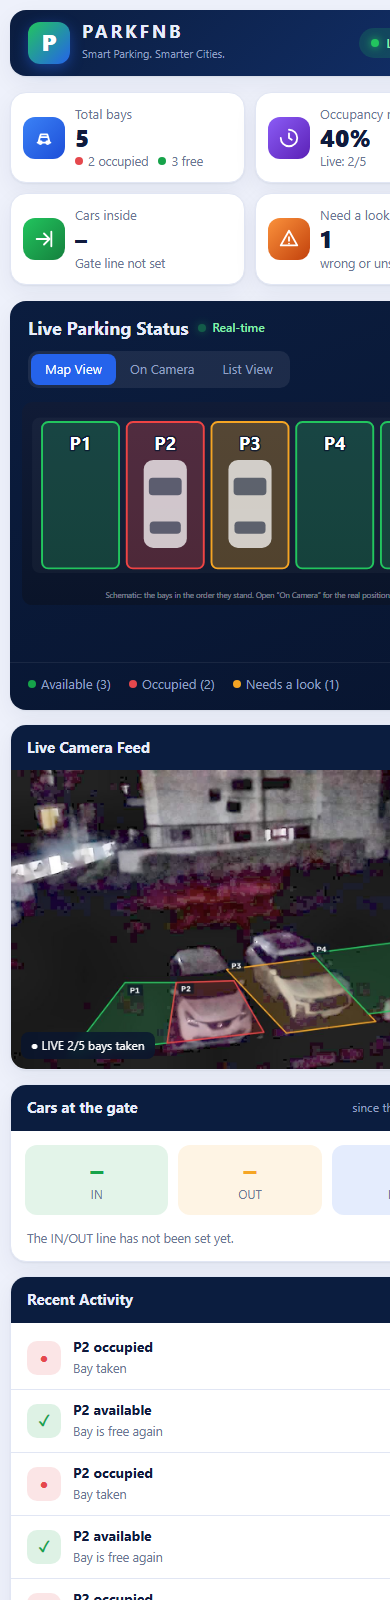 P
PARKFNB
Smart Parking. Smarter Cities.
Total bays
5
2 occupied 3 free
Occupancy
40%
Live: 2/5
Cars inside
–
Gate line not set
Need a look
1
wrong or
Live Parking Status
Real-time
Map View
On Camera
List View
P1
P2
P3
P4
Schematic: the bays in the order they stand. Open "On Camera" for the real position
Available (3)
Occupied (2)
Needs a look (1)
Live Camera Feed
P1
P2
P3
P4
● LIVE 2/5 bays taken
Cars at the gate
since
–
IN
–
OUT
The IN/OUT line has not been set yet.
Recent Activity
P2 occupied
Bay taken
P2 available
Bay is free again
P2 occupied
Bay taken
P2 available
Bay is free again
P2 occupied